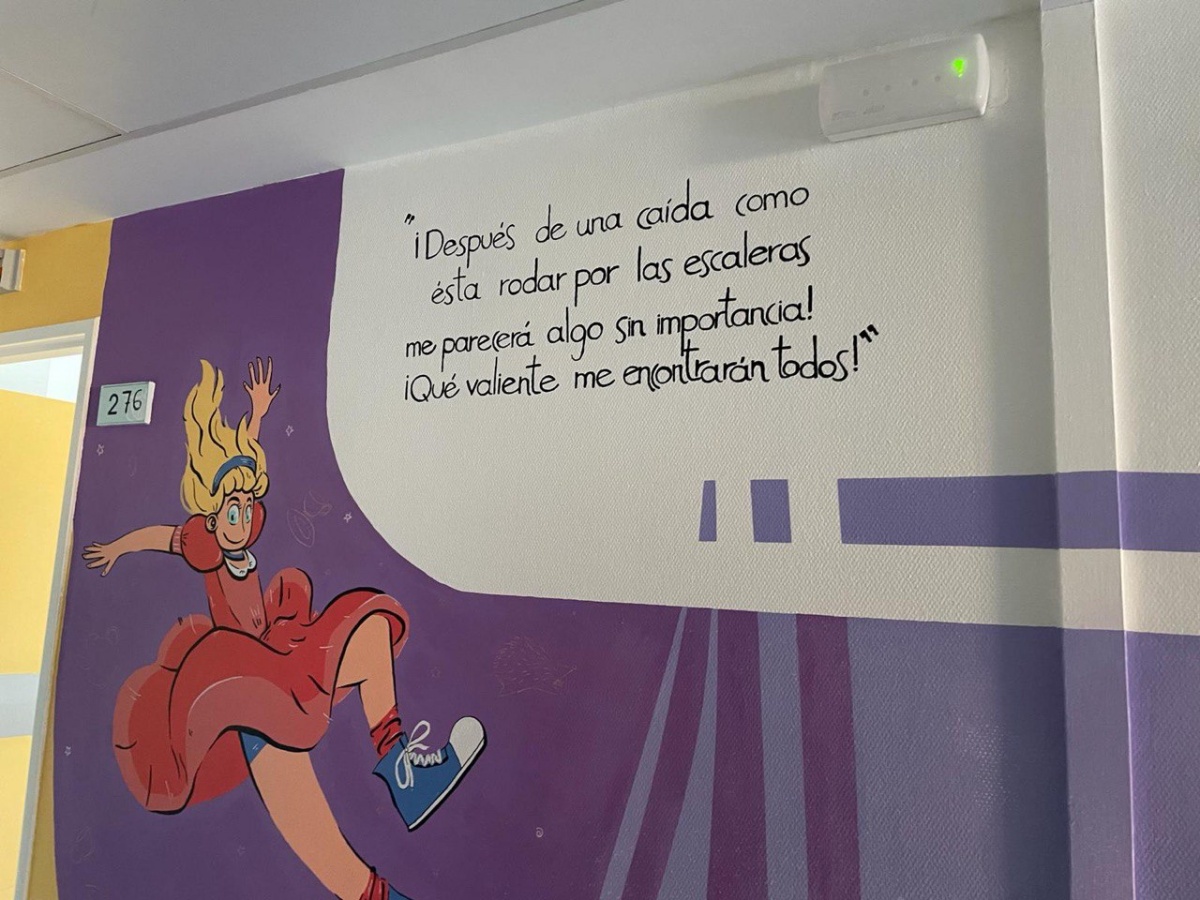 "¡Después de una caída como
ésta rodar por las escaleras
me parecerá algo sin importancia!
¡Qué valiente me encontrarán todos!"
276